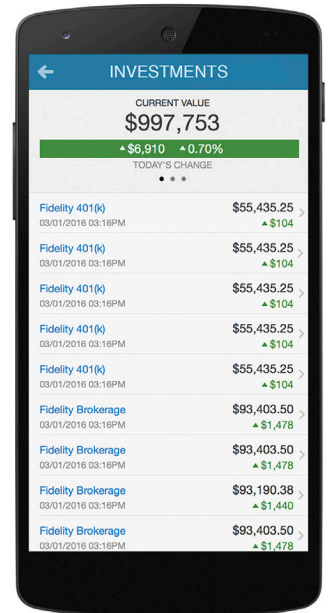 INVESTMENTS
CURRENT VALUE
$997,753
▲$6,910 ▲0.70%
TODAY'S CHANGE
Fidelity 401(k) $55,435.25
03/01/2016 03:16PM ▲$104
Fidelity 401(k) $55,435.25
03/01/2016 03:16PM ▲$104
Fidelity 401(k) $55,435.25
03/01/2016 03:16PM ▲$104
Fidelity 401(k) $55,435.25
03/01/2016 03:16PM ▲$104
Fidelity 401(k) $55,435.25
03/01/2016 03:16PM ▲$104
Fidelity Brokerage $93,403.50
03/01/2016 03:16PM ▲$1,478
Fidelity Brokerage $93,403.50
03/01/2016 03:16PM ▲$1,478
Fidelity Brokerage $93,190.38
03/01/2016 03:16PM ▲$1,440
Fidelity Brokerage $93,403.50
03/01/2016 03:16PM ▲$1,478